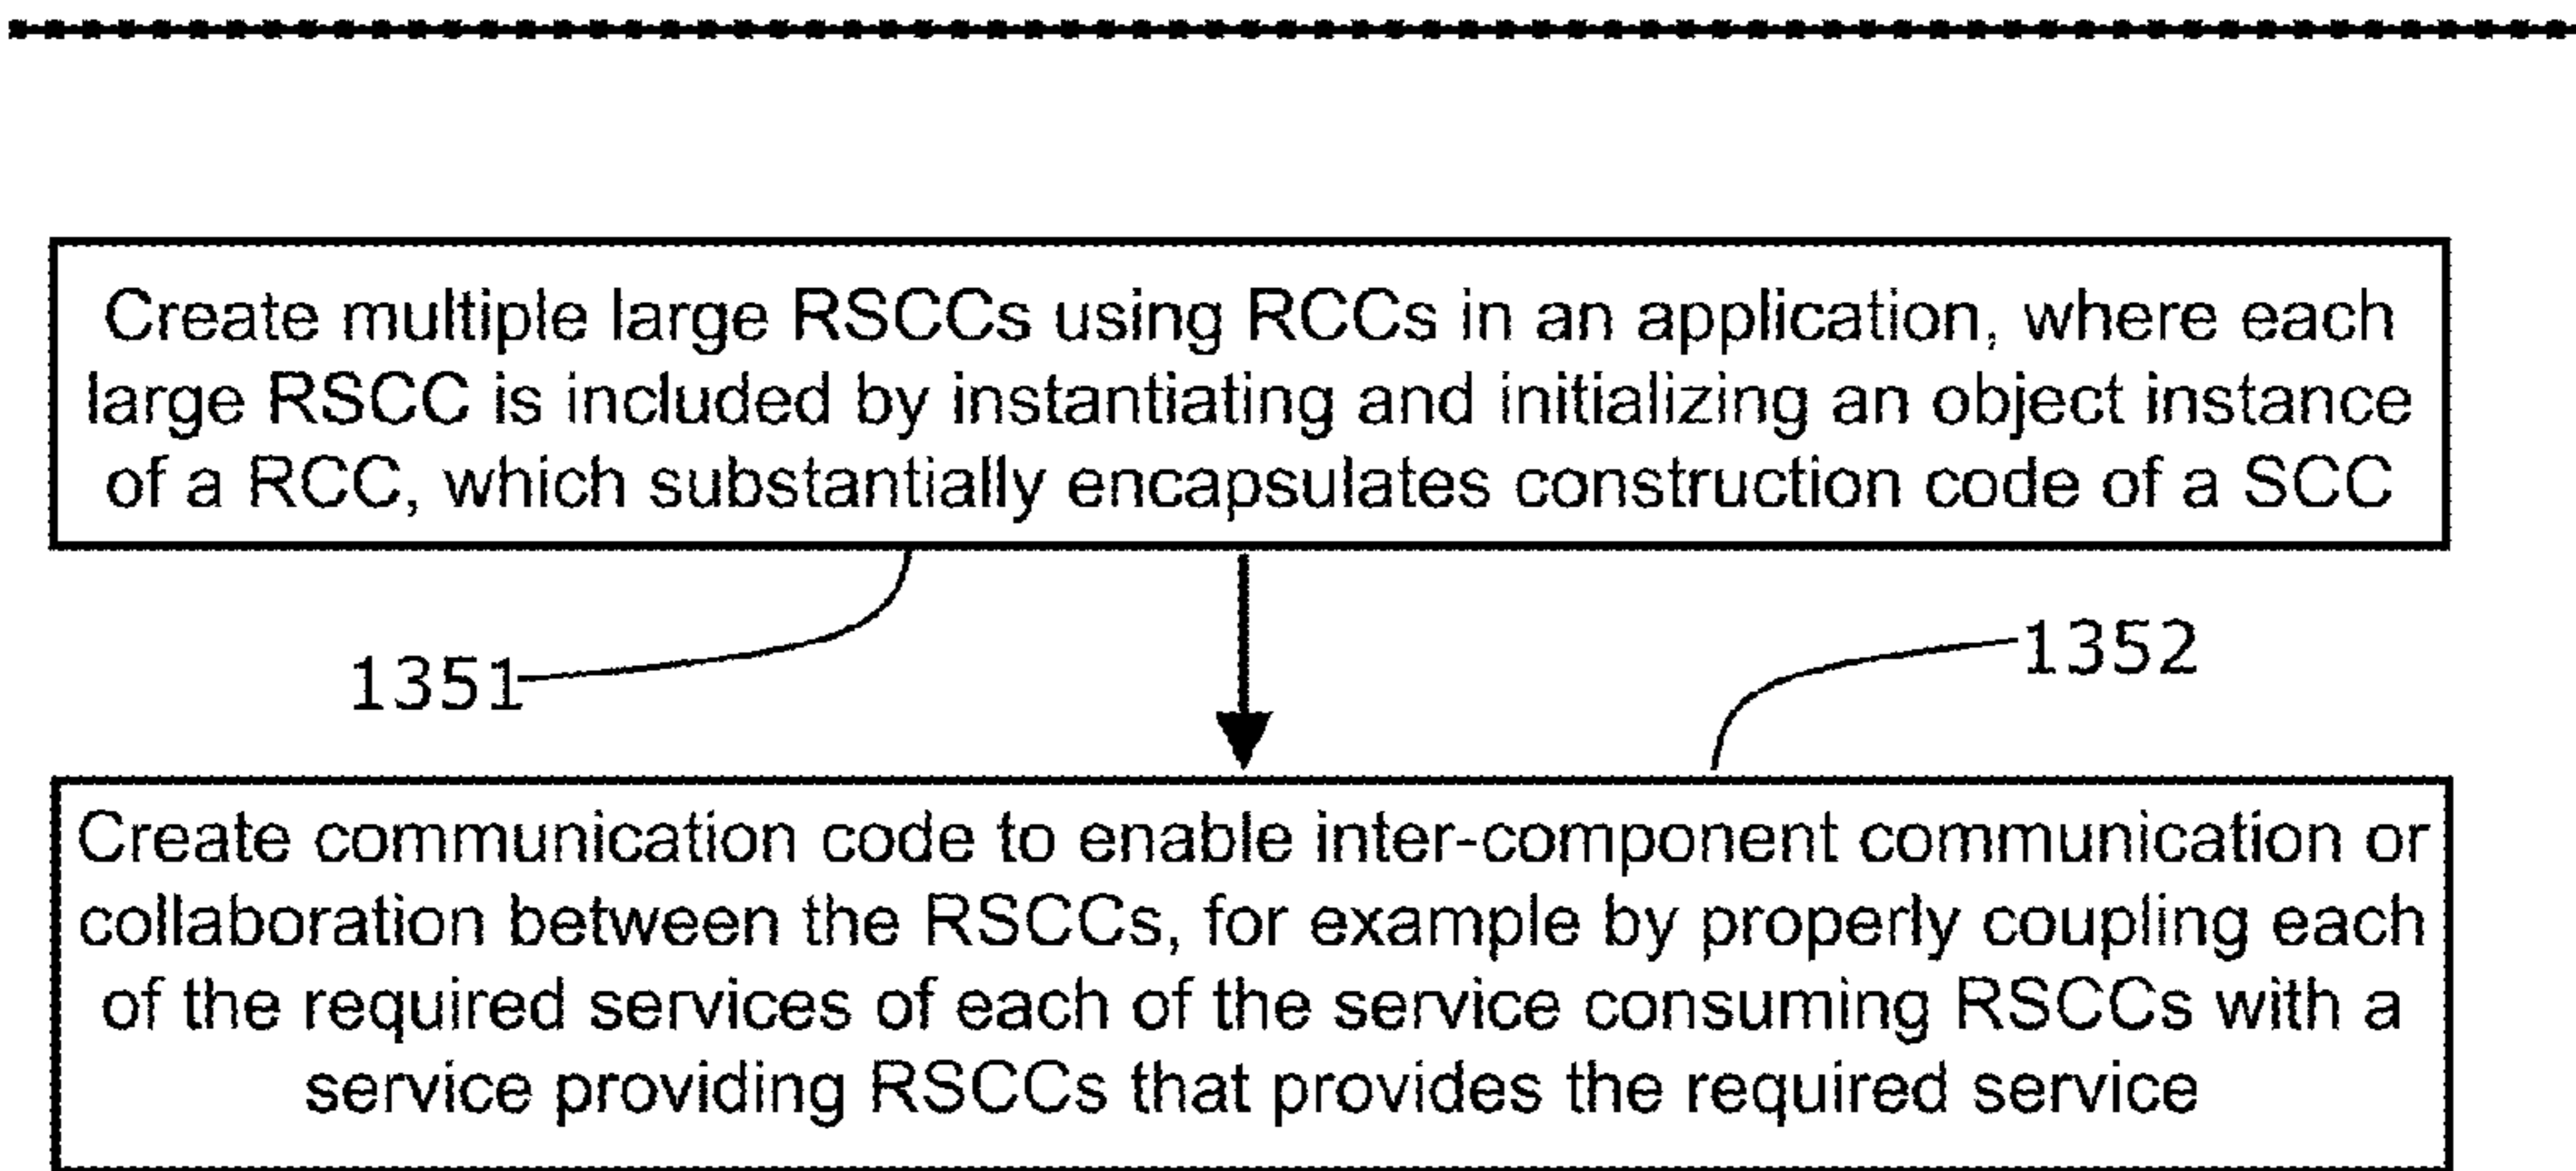 Create multiple large RSCCs using RCCs in an application, where each
large RSCC is included by instantiating and initializing an object instance
of a RCC, which substantially encapsulates construction code of a SCC
1351
1352
Create communication code to enable inter-component communication or
collaboration between the RSCCs, for example by properly coupling each
of the required services of each of the service consuming RSCCs with a
service providing RSCCs that provides the required service